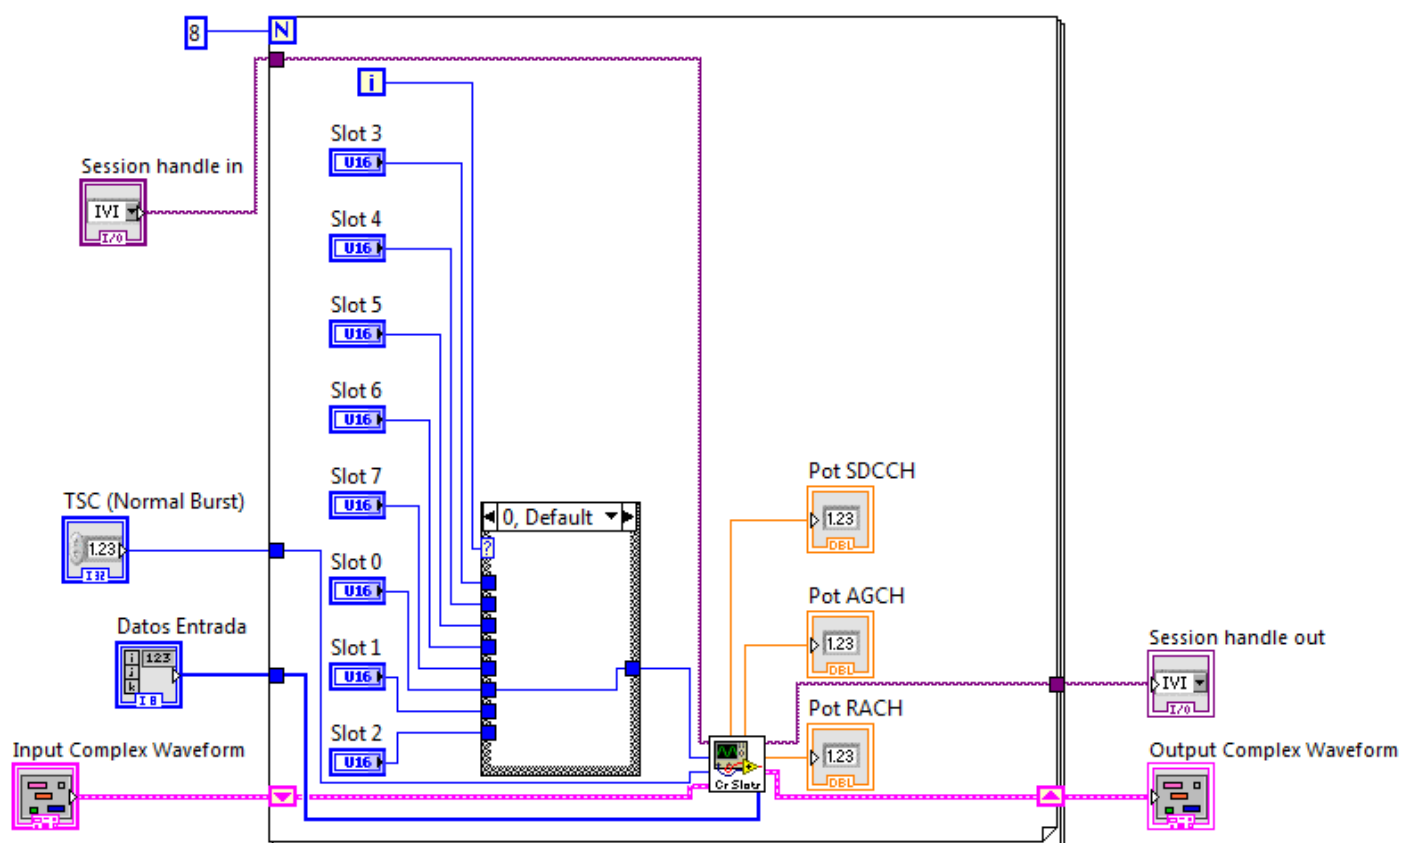 8
N
i
Slot 3
U16
Session handle in
IVI
I/O
Slot 4
U16
Slot 5
U16
Slot 6
U16
Slot 7
U16
Pot SDCCH
1.23
DBL
TSC (Normal Burst)
1.23
I32
0, Default
?
Slot 0
U16
Pot AGCH
1.23
DBL
Datos Entrada
i
j
k
123
I8
Slot 1
U16
Session handle out
IVI
I/O
Slot 2
U16
Pot RACH
1.23
DBL
Cr Slotr
Input Complex Waveform
Output Complex Waveform